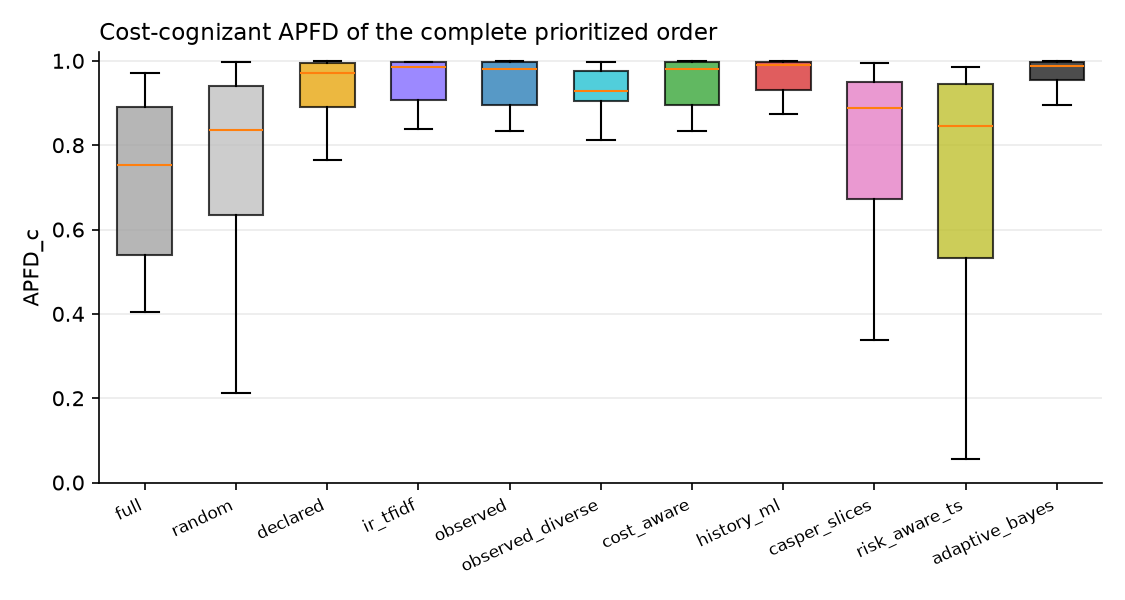 Cost-cognizant APFD of the complete prioritized order
APFD_c
1.0
0.8
0.6
0.4
0.2
0.0
full
random
declared
ir_tfidf
observed
observed_diverse
cost_aware
history_ml
casper_slices
risk_aware_ts
adaptive_bayes